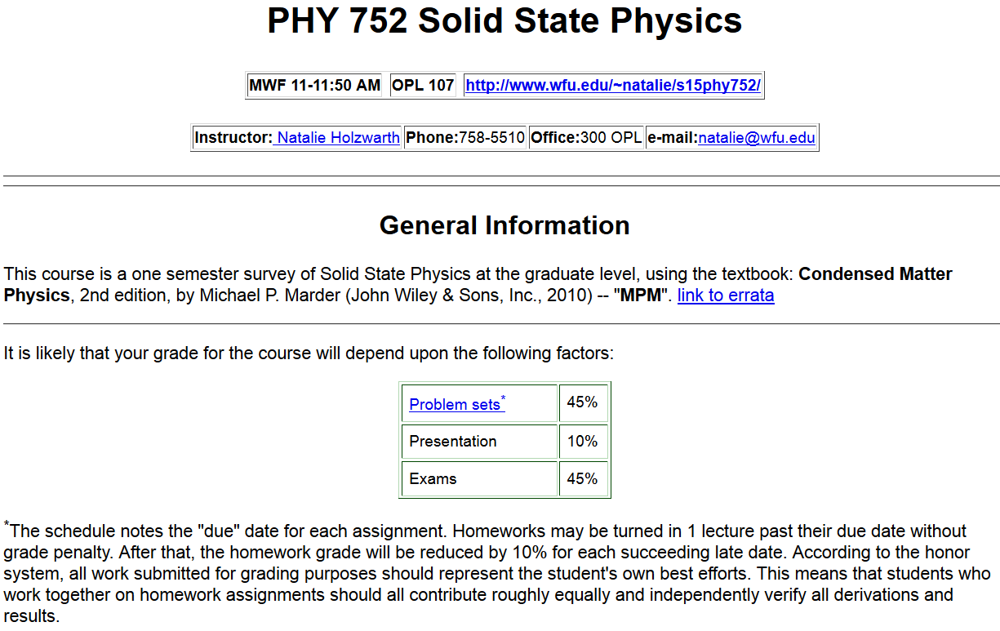 PHY 752 Solid State Physics
MWF 11-11:50 AM OPL 107 http://www.wfu.edu/~natalie/s15phy752/
Instructor: Natalie Holzwarth Phone:758-5510 Office:300 OPL e-mail:natalie@wfu.edu
General Information
This course is a one semester survey of Solid State Physics at the graduate level, using the textbook: Condensed Matter
Physics, 2nd edition, by Michael P. Marder (John Wiley & Sons, Inc., 2010) -- "MPM". link to errata
It is likely that your grade for the course will depend upon the following factors:
Problem sets* 45%
Presentation 10%
Exams 45%
*The schedule notes the "due" date for each assignment. Homeworks may be turned in 1 lecture past their due date without
grade penalty. After that, the homework grade will be reduced by 10% for each succeeding late date. According to the honor
system, all work submitted for grading purposes should represent the student's own best efforts. This means that students who
work together on homework assignments should all contribute roughly equally and independently verify all derivations and
results.